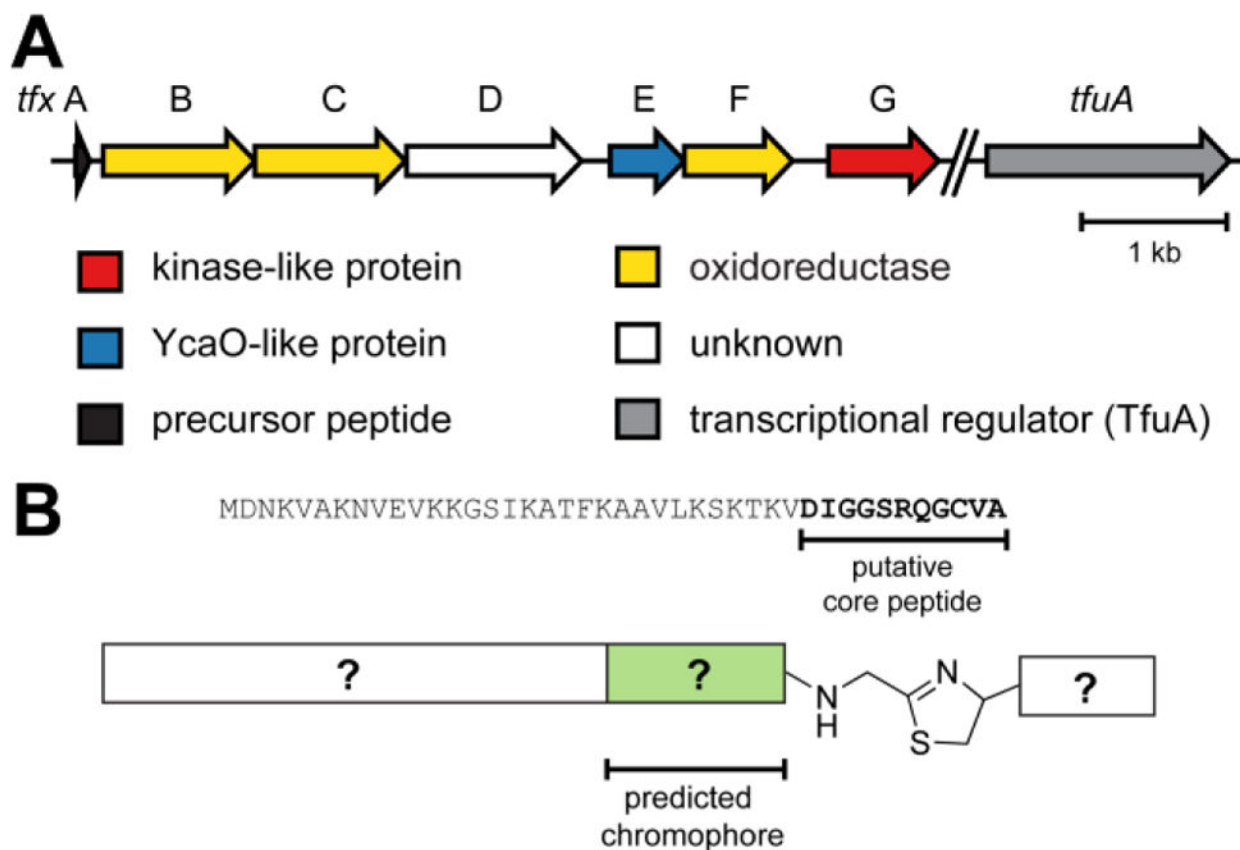 A
tfx A B C D E F G tfuA
1 kb
kinase-like protein
oxidoreductase
YcaO-like protein
unknown
precursor peptide
transcriptional regulator (TfuA)
B
MDNKVAKNVEVKKGSIKATFKAAVLKSKTKVDIGGSRQGCVA
putative
core peptide
? ? N H N S ?
predicted
chromophore